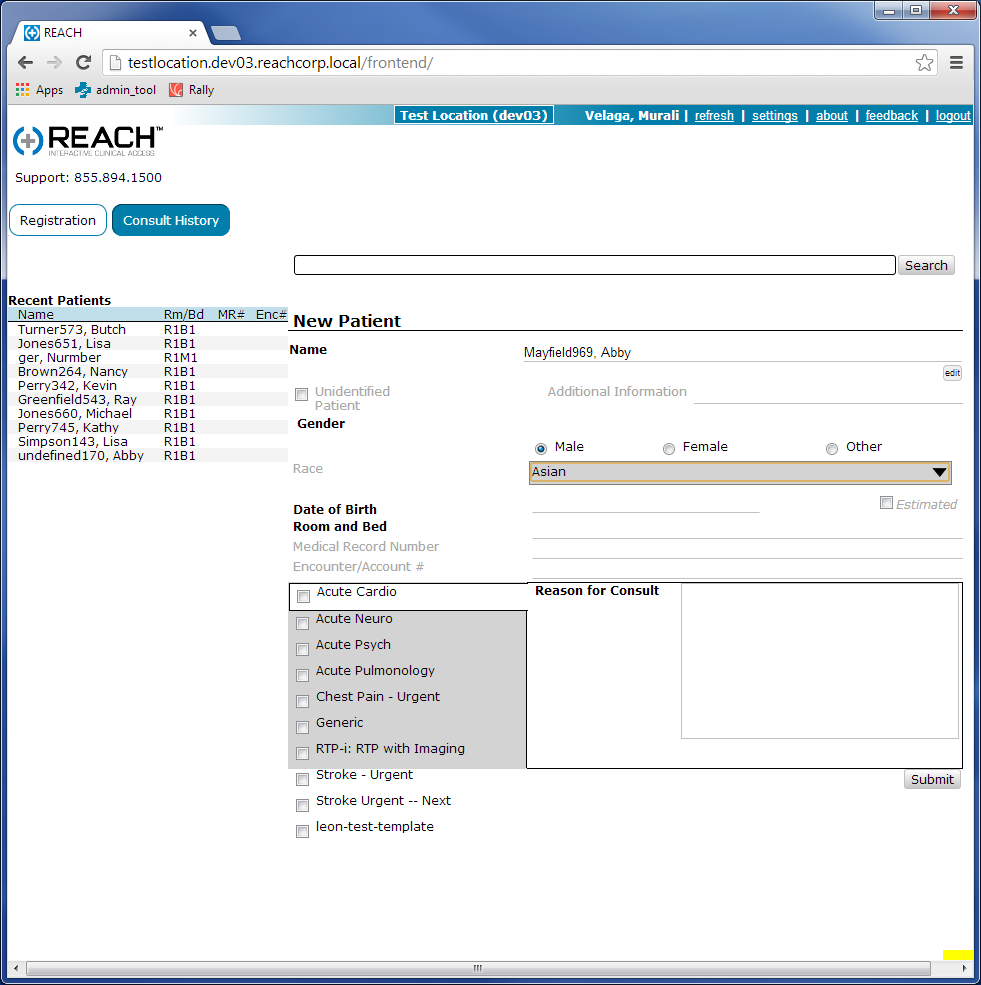 REACH
testlocation.dev03.reachcorp.local/frontend/
Apps admin_tool Rally
Test Location (dev03) Velaga, Murali | refresh | settings | about | feedback | logout
REACH™
INTERACTIVE CLINICAL ACCESS
Support: 855.894.1500
Registration Consult History
Search
Recent Patients
Name Rm/Bd MR# Enc#
Turner573, Butch R1B1
Jones651, Lisa R1B1
ger, Nurmber R1M1
Brown264, Nancy R1B1
Perry342, Kevin R1B1
Greenfield543, Ray R1B1
Jones660, Michael R1B1
Perry745, Kathy R1B1
Simpson143, Lisa R1B1
undefined170, Abby R1B1
New Patient
Name Mayfield969, Abby
edit
Unidentified Patient Additional Information
Gender
Male Female Other
Race Asian
Date of Birth Estimated
Room and Bed
Medical Record Number
Encounter/Account #
Acute Cardio Reason for Consult
Acute Neuro
Acute Psych
Acute Pulmonology
Chest Pain - Urgent
Generic
RTP-i: RTP with Imaging
Stroke - Urgent Submit
Stroke Urgent -- Next
leon-test-template